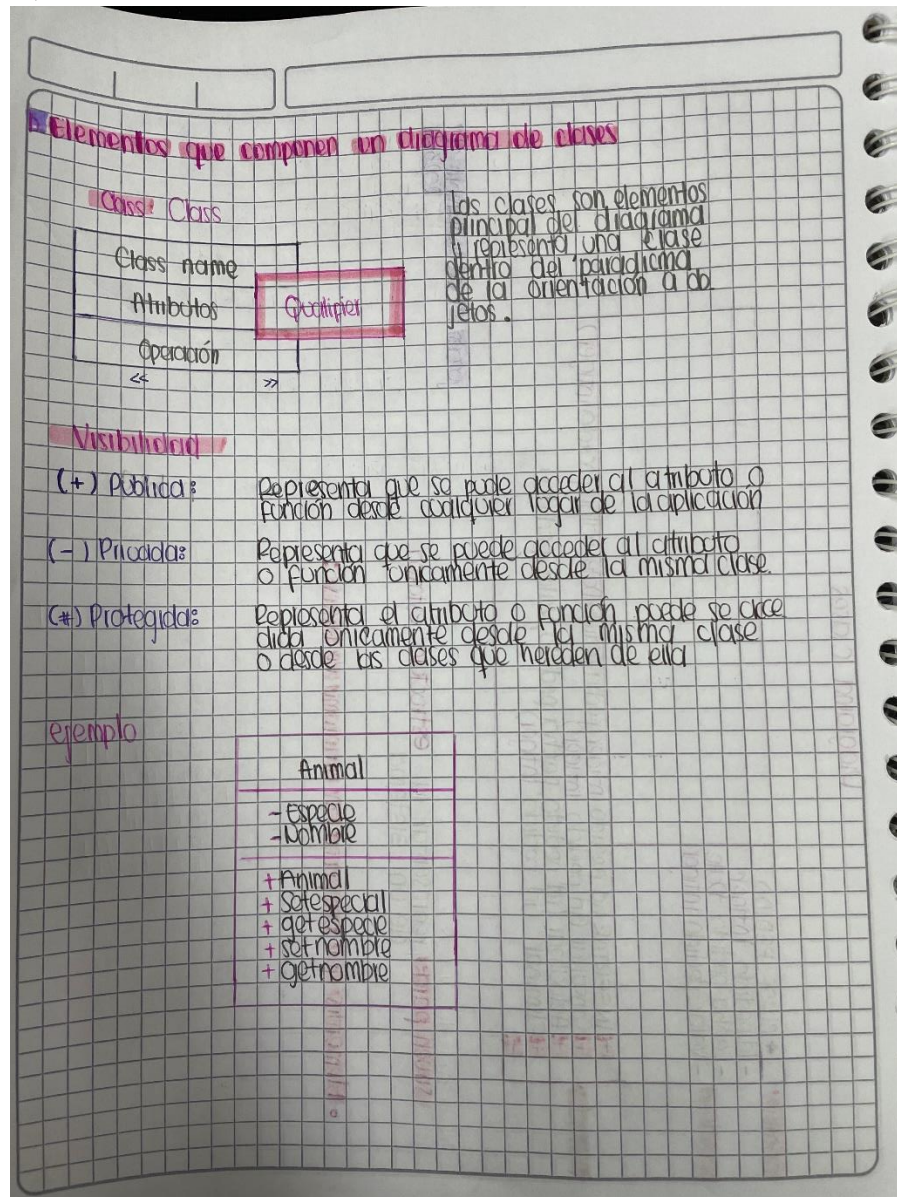 Elementos que componen un diagrama de clases
Class: Class
Class name
Atributos
Operación
<< >>
Qualipier
Las clases son elementos
principal del diagrama
y representa una clase
dentro del paradigma
de la orientación a ob
jetos.
Visibilidad
(+) Publica:
Representa que se puede acceder al atributo o
función desde cualquier lugar de la aplicación
(-) Privada:
Representa que se puede acceder al atributo
o función únicamente desde la misma clase.
(#) Protegida:
Representa el atributo o función puede se acce
dida únicamente desde la misma clase
o desde las clases que hereden de ella
ejemplo
Animal
- Especie
- Nombre
+ Animal
+ Setespecial
+ getespecie
+ setnombre
+ getnombre